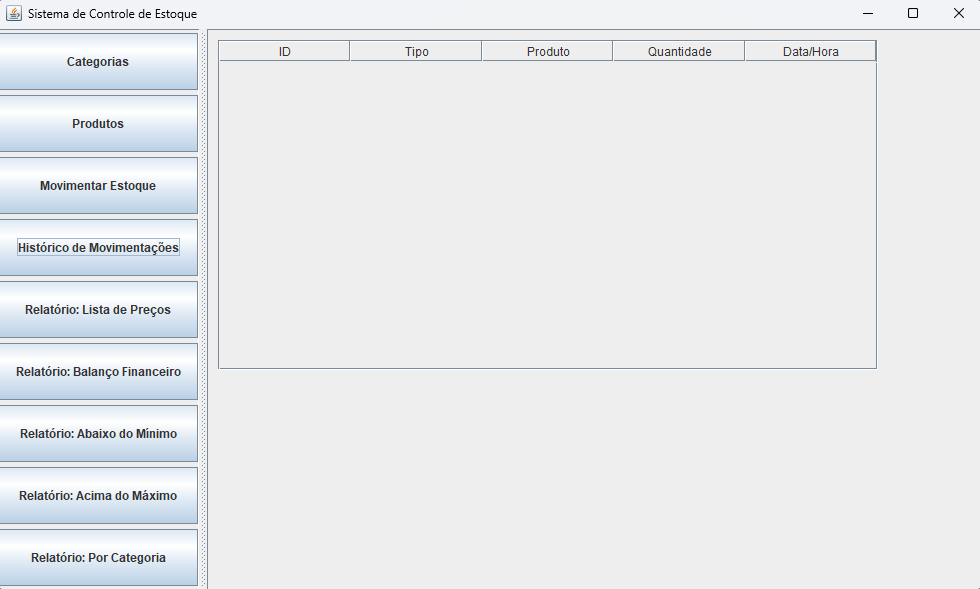 Sistema de Controle de Estoque
Categorias
Produtos
Movimentar Estoque
Histórico de Movimentações
Relatório: Lista de Preços
Relatório: Balanço Financeiro
Relatório: Abaixo do Mínimo
Relatório: Acima do Máximo
Relatório: Por Categoria
ID Tipo Produto Quantidade Data/Hora